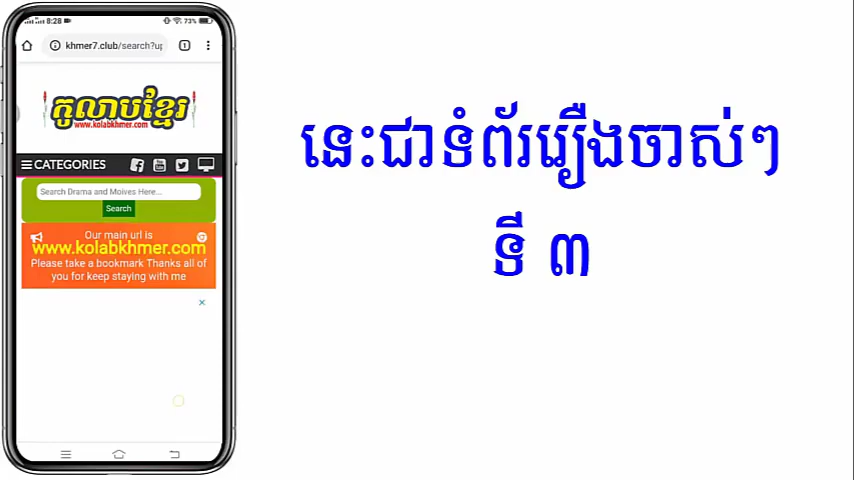 8:28
73%
khmer7.club/search?up
1
កូលាបខ្មែរ
www.kolabkhmer.com
CATEGORIES
Search Drama and Moives Here...
Search
Our main url is
www.kolabkhmer.com
Please take a bookmark Thanks all of
you for keep staying with me
នេះជាទំព័ររឿងចាស់ៗ
ទី ៣